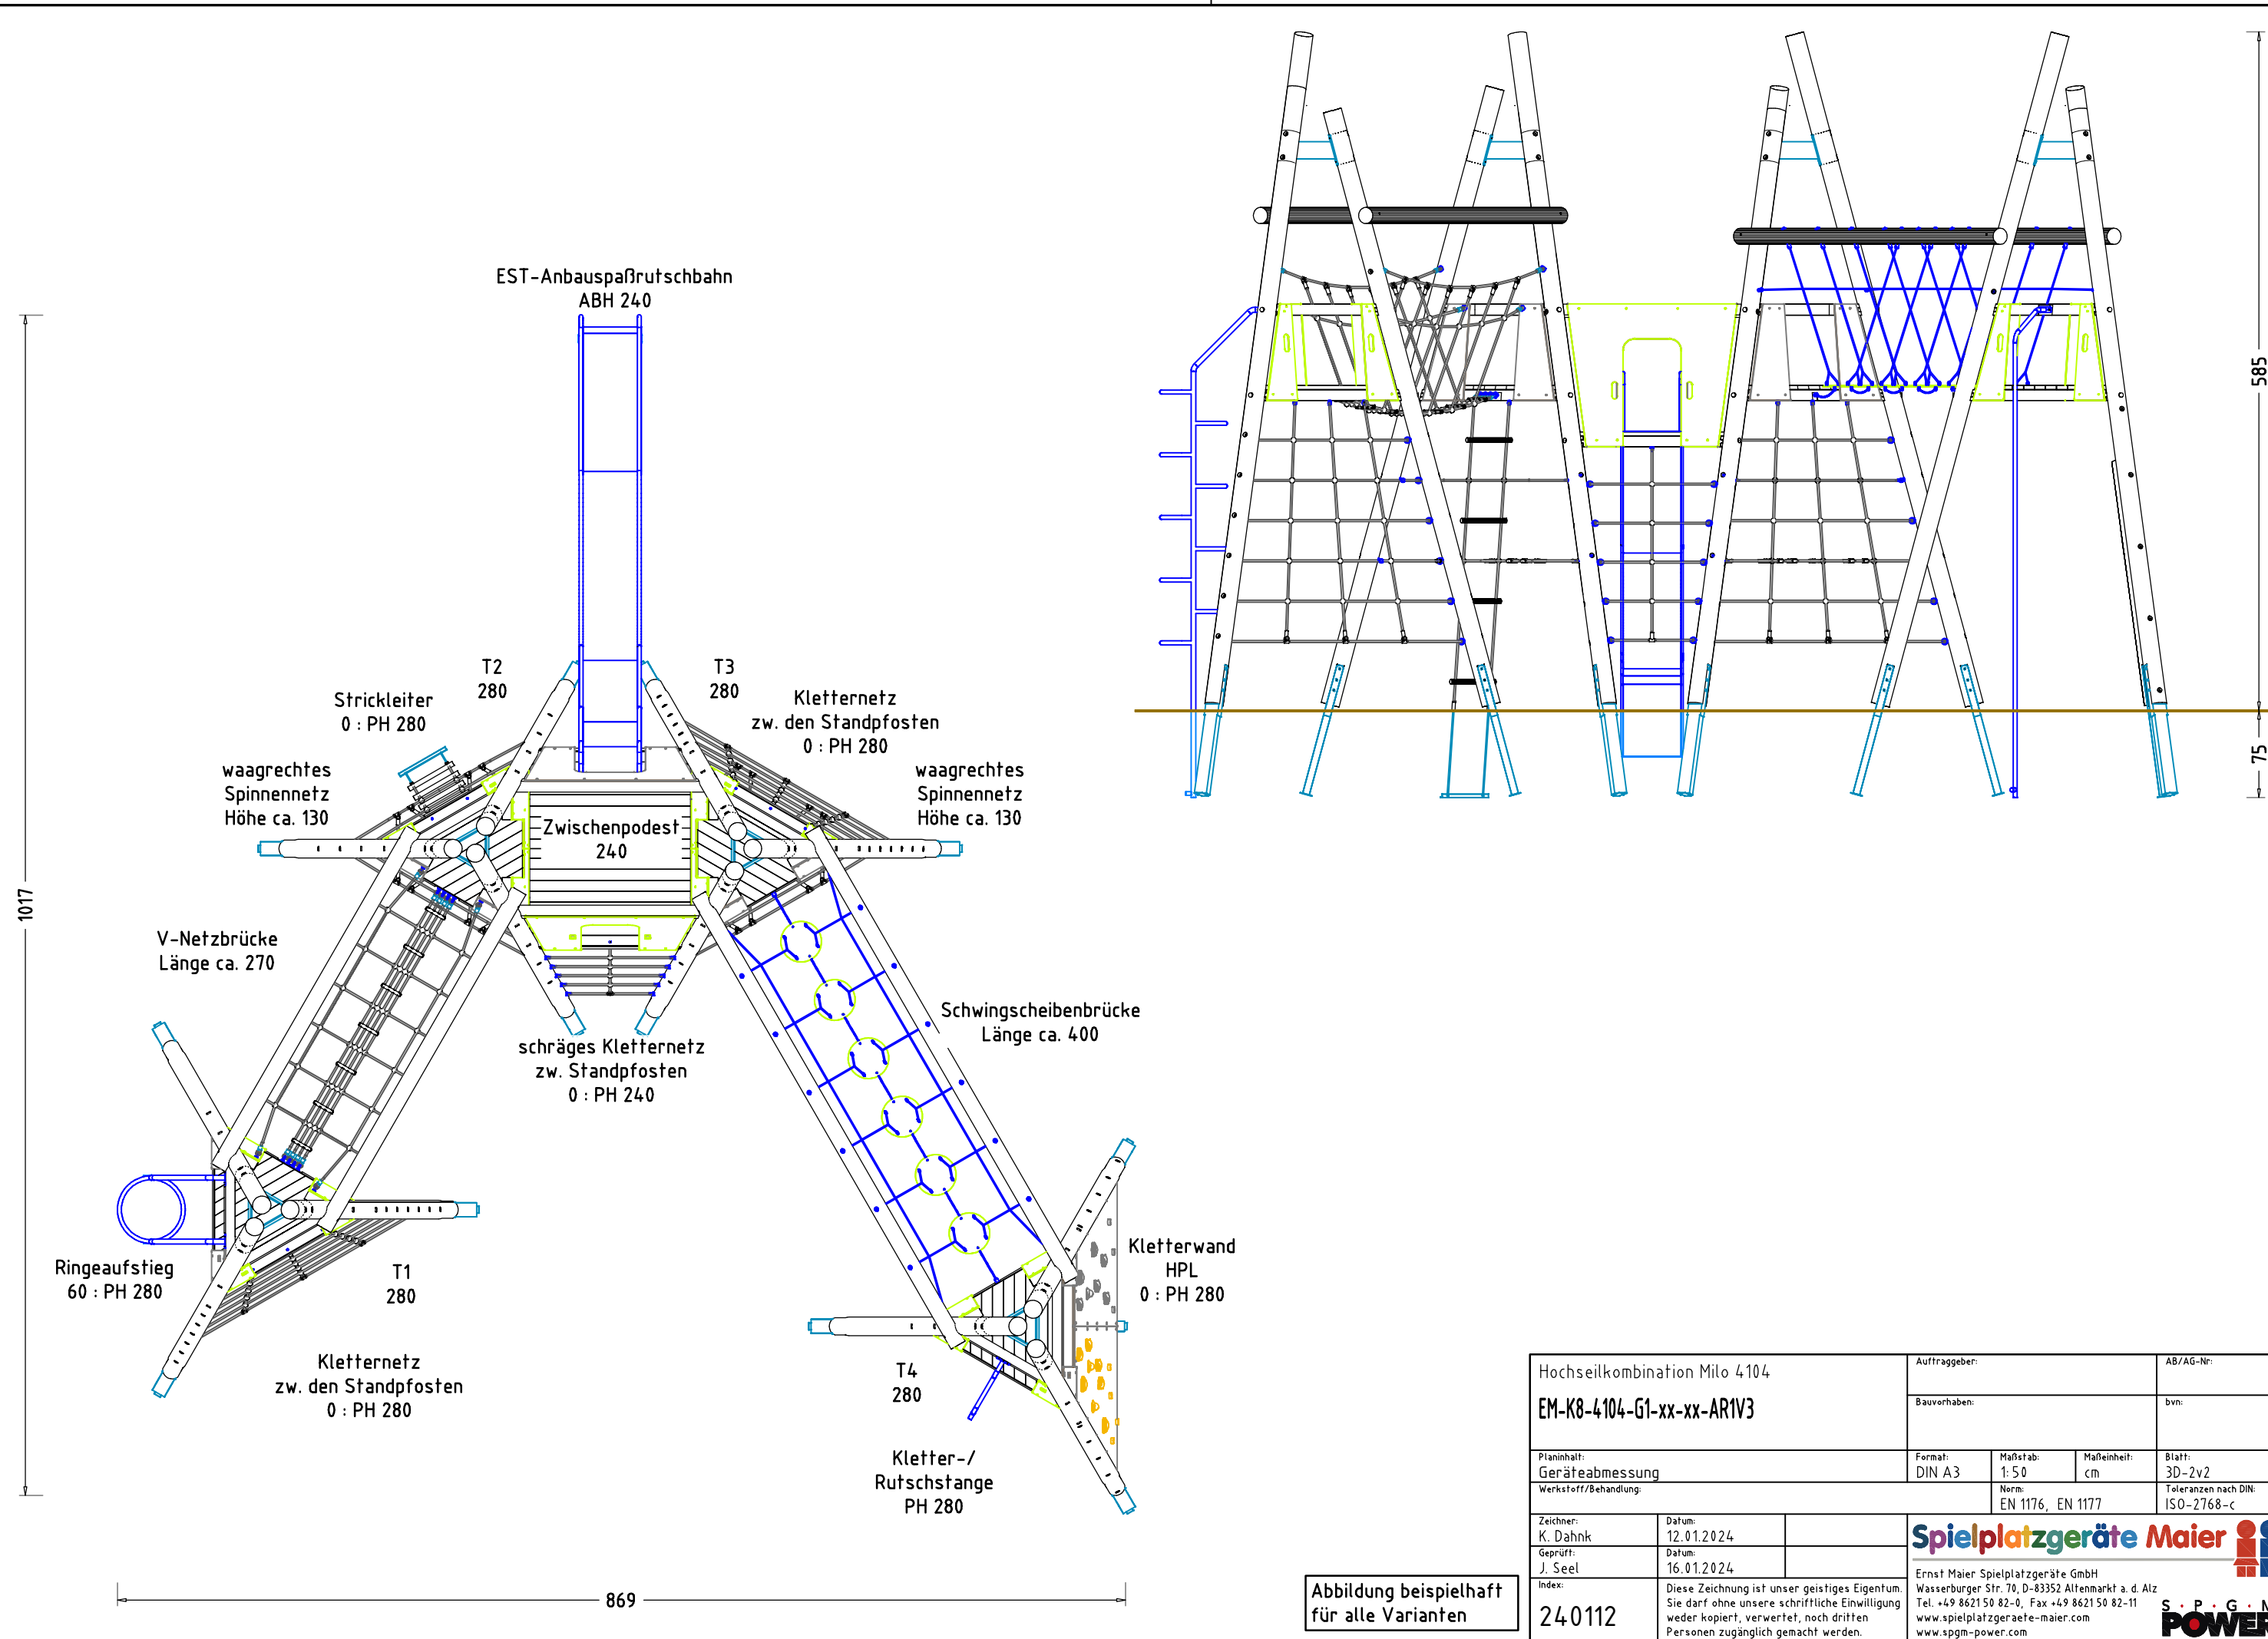 EST-Anbauspaßrutschbahn
ABH 240
T2
280
T3
280
Strickleiter
0 : PH 280
Kletternetz
zw. den Standpfosten
0 : PH 280
waagrechtes
Spinnennetz
Höhe ca. 130
waagrechtes
Spinnennetz
Höhe ca. 130
Zwischenpodest
240
1017
V-Netzbrücke
Länge ca. 270
Schwingscheibenbrücke
Länge ca. 400
schräges Kletternetz
zw. Standpfosten
0 : PH 240
Ringeaufstieg
60 : PH 280
T1
280
Kletterwand
HPL
0 : PH 280
Kletternetz
zw. den Standpfosten
0 : PH 280
T4
280
Kletter-/
Rutschstange
PH 280
869
585
75
Abbildung beispielhaft
für alle Varianten
Hochseilkombination Milo 4104
EM-K8-4104-G1-xx-xx-AR1V3
Auftraggeber:
AB/AG-Nr:
Bauvorhaben:
bvn:
Planinhalt:
Geräteabmessung
Format:
DIN A3
Maßstab:
1:50
Maßeinheit:
cm
Blatt:
3D-2v2
Werkstoff/Behandlung:
Norm:
EN 1176, EN 1177
Toleranzen nach DIN:
ISO-2768-c
Zeichner:
K. Dahnk
Datum:
12.01.2024
Geprüft:
J. Seel
Datum:
16.01.2024
Index:
240112
Diese Zeichnung ist unser geistiges Eigentum.
Sie darf ohne unsere schriftliche Einwilligung
weder kopiert, verwertet, noch dritten
Personen zugänglich gemacht werden.
Spielplatzgeräte Maier
Ernst Maier Spielplatzgeräte GmbH
Wasserburger Str. 70, D-83352 Altenmarkt a. d. Alz
Tel. +49 8621 50 82-0, Fax +49 8621 50 82-11
www.spielplatzgeraete-maier.com
www.spgm-power.com
S · P · G · M
POWER